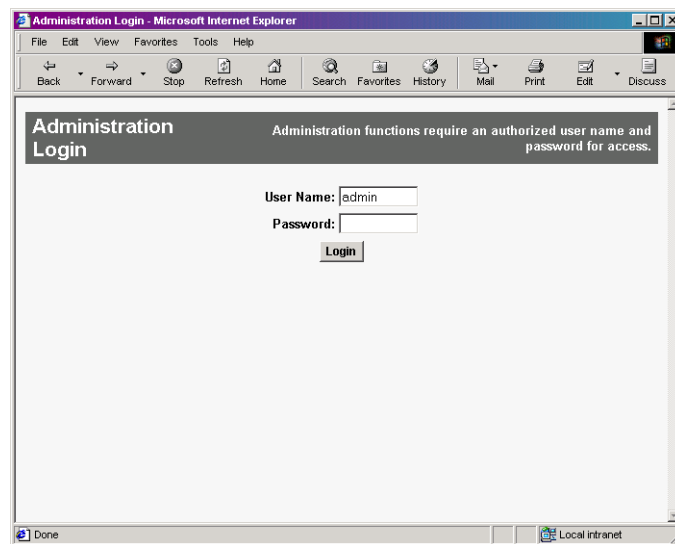 Administration Login - Microsoft Internet Explorer
File Edit View Favorites Tools Help
Back Forward Stop Refresh Home Search Favorites History Mail Print Edit Discuss
Administration
Login
Administration functions require an authorized user name and
password for access.
User Name: admin
Password:
Login
Done
Local intranet